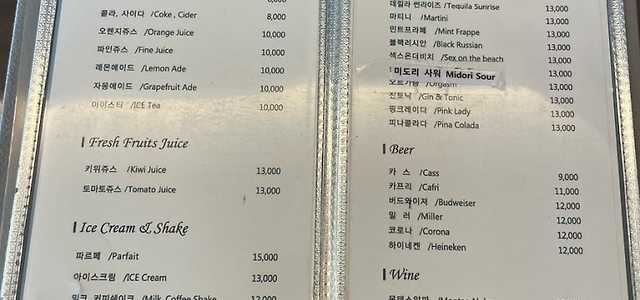 콜라, 사이다 /Coke , Cider 8,000
오렌지쥬스 /Orange Juice 10,000
파인쥬스 /Fine Juice 10,000
레몬에이드 /Lemon Ade 10,000
자몽에이드 /Grapefruit Ade 10,000
아이스티 /ICE Tea 10,000
Fresh Fruits Juice
키위쥬스 /Kiwi Juice 13,000
토마토쥬스 /Tomato Juice 13,000
Ice Cream & Shake
파르페 /Parfait 15,000
아이스크림 /ICE Cream 13,000
밀크, 커피쉐이크 /Milk, Coffee Shake 12,000
데킬라 썬라이즈 /Tequila Sunrise 13,000
마티니 /Martini 13,000
민트프라페 /Mint Frappe 13,000
블랙러시안 /Black Russian 13,000
섹스온더비치 /Sex on the beach 13,000
미도리 사워 Midori Sour 13,000
오르가즘 /Orgasm 13,000
진토닉 /Gin & Tonic 13,000
핑크레이디 /Pink Lady 13,000
피나콜라다 /Pina Colada 13,000
Beer
카 스 /Cass 9,000
카프리 /Cafri 11,000
버드와이저 /Budweiser 12,000
밀 러 /Miller 12,000
코로나 /Corona 12,000
하이네켄 /Heineken 12,000
Wine